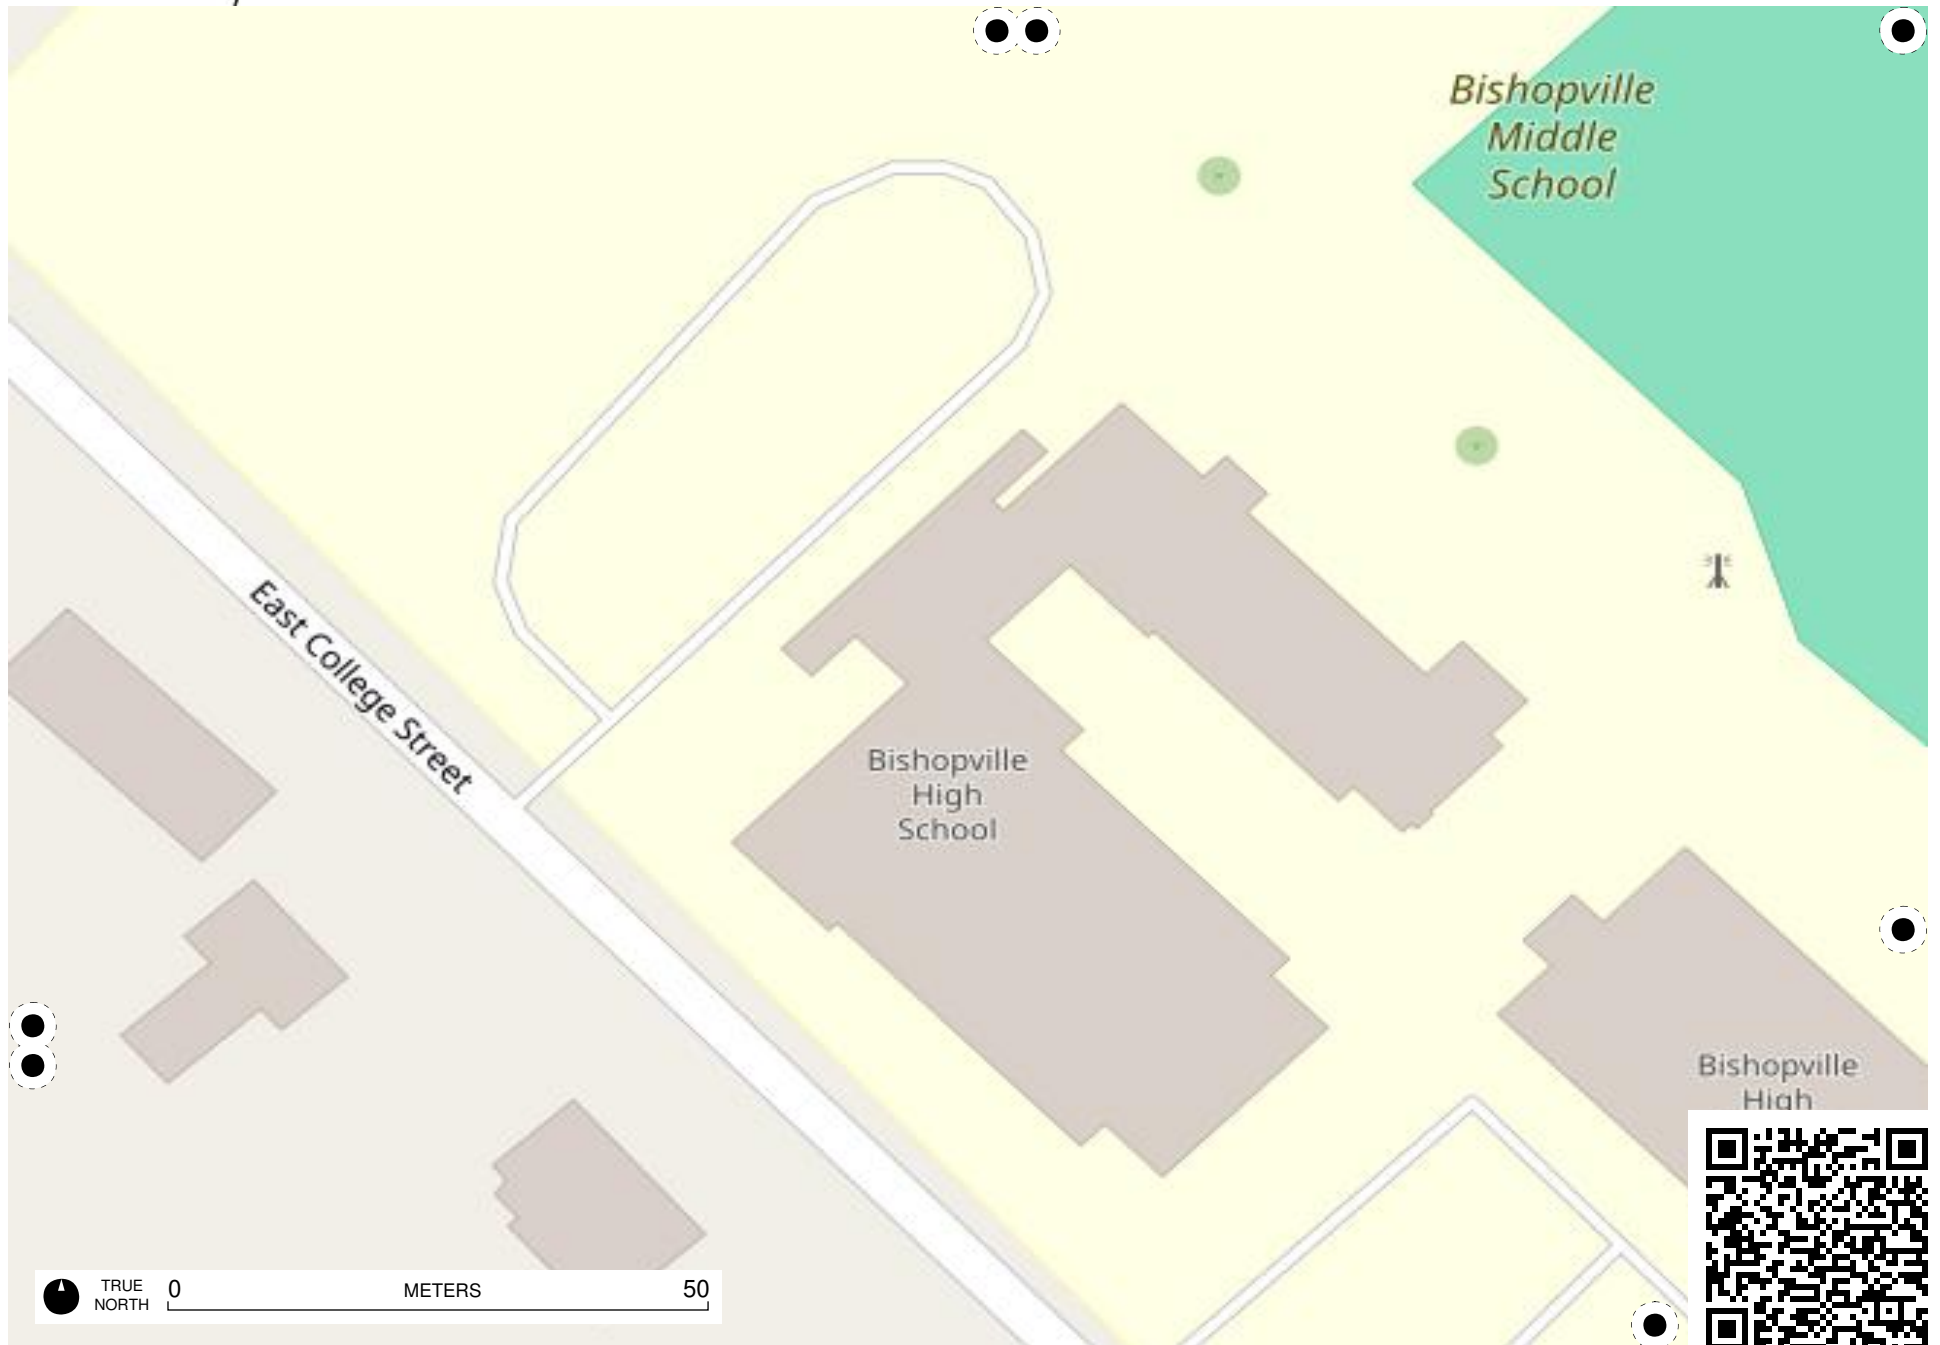 Bishopville
Middle
School
East College Street
Bishopville
High
School
Bishopville
High
TRUE
NORTH
0 METERS 50